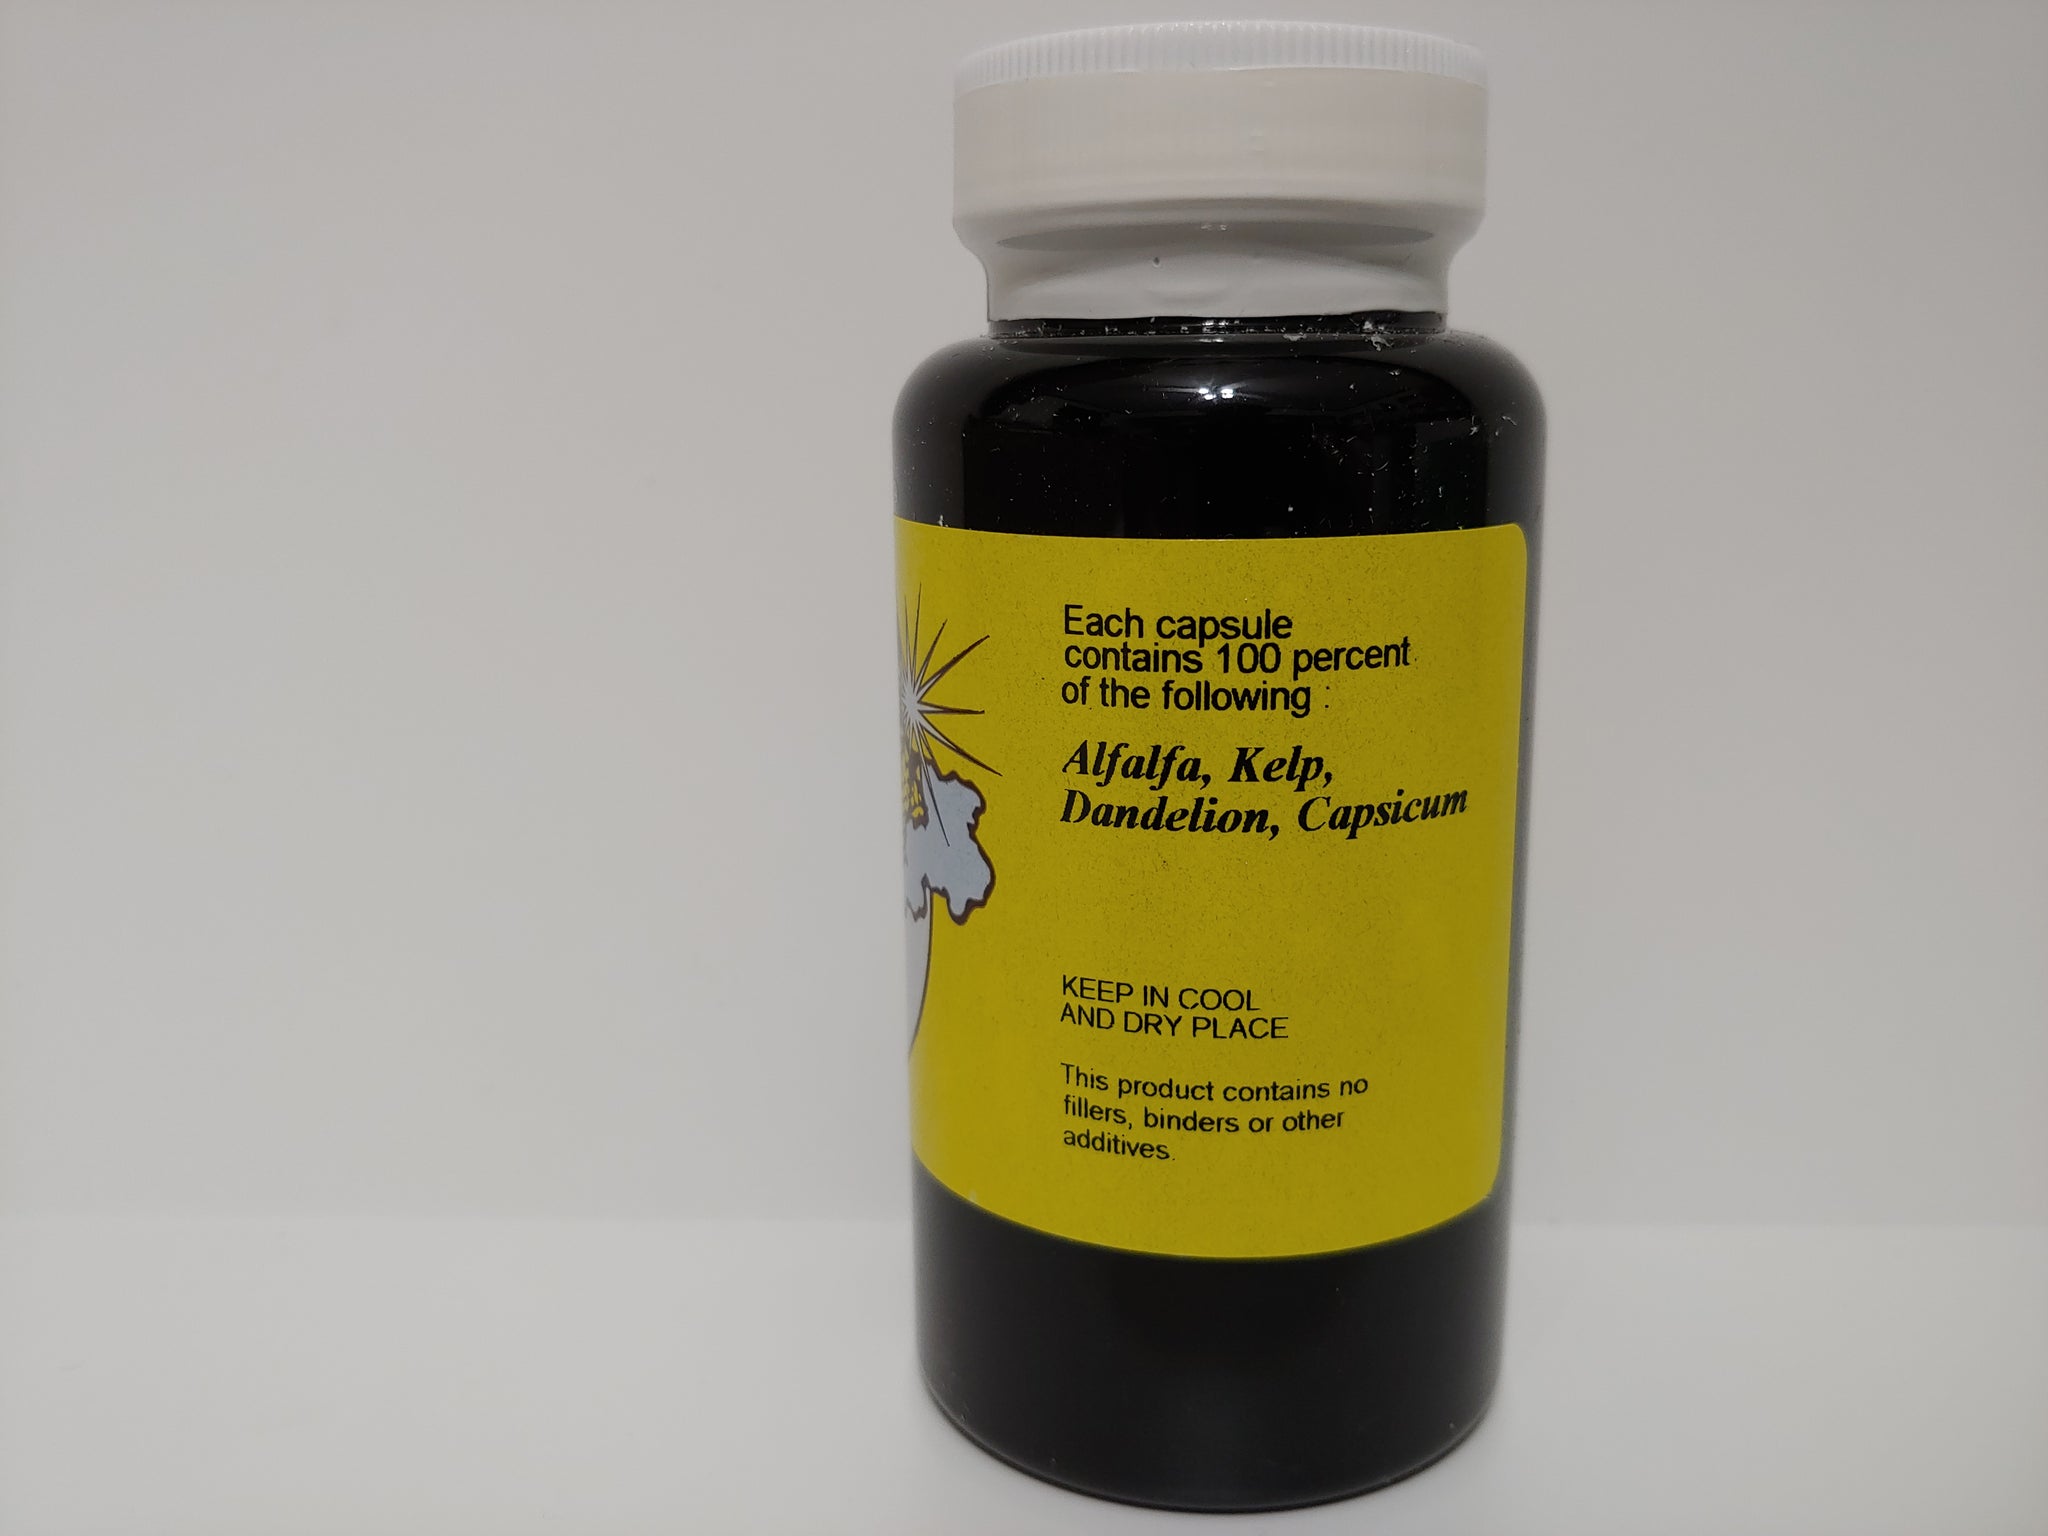 Each capsule
contains 100 percent
of the following :
Alfalfa, Kelp,
Dandelion, Capsicum
KEEP IN COOL
AND DRY PLACE
This product contains no
fillers, binders or other
additives.